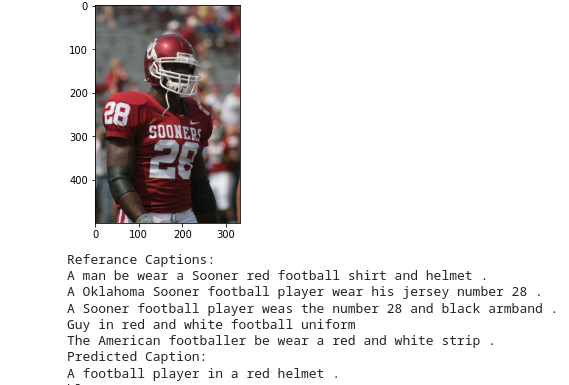 0
100
200
300
400
0 100 200 300
28
SOONERS
28
Referance Captions:
A man be wear a Sooner red football shirt and helmet .
A Oklahoma Sooner football player wear his jersey number 28 .
A Sooner football player weas the number 28 and black armband .
Guy in red and white football uniform
The American footballer be wear a red and white strip .
Predicted Caption:
A football player in a red helmet .